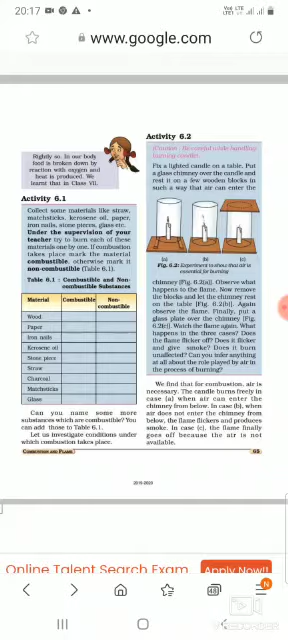 20:17
www.google.com
Rightly so. In our body
food is broken down by
reaction with oxygen and
heat is produced. We
learnt that in Class VII.
Activity 6.1
Collect some materials like straw,
matchsticks, kerosene oil, paper,
iron nails, stone pieces, glass etc.
Under the supervision of your
teacher try to burn each of these
materials one by one. If combustion
takes place mark the material
combustible, otherwise mark it
non-combustible (Table 6.1).
Table 6.1 : Combustible and Non-
combustible Substances
Material Combustible Non-
combustible
Wood
Paper
Iron nails
Kerosene oil
Stone piece
Straw
Charcoal
Matchsticks
Glass
Can you name some more
substances which are combustible? You
can add those to Table 6.1.
Let us investigate conditions under
which combustion takes place.
COMBUSTION AND FLAME
Activity 6.2
(Caution : Be careful while handling
burning candle).
Fix a lighted candle on a table. Put
a glass chimney over the candle and
rest it on a few wooden blocks in
such a way that air can enter the
(a) (b) (c)
Fig. 6.2: Experiment to show that air is
essential for burning
chimney [Fig. 6.2(a)]. Observe what
happens to the flame. Now remove
the blocks and let the chimney rest
on the table [Fig. 6.2(b)]. Again
observe the flame. Finally, put a
glass plate over the chimney [Fig.
6.2(c)]. Watch the flame again. What
happens in the three cases? Does
the flame flicker off? Does it flicker
and give smoke? Does it burn
unaffected? Can you infer anything
at all about the role played by air in
the process of burning?
We find that for combustion, air is
necessary. The candle burns freely in
case (a) when air can enter the
chimney from below. In case (b), when
air does not enter the chimney from
below, the flame flickers and produces
smoke. In case (c), the flame finally
goes off because the air is not
available.
65
2019-2020
Online Talent Search Exam
Apply Now!!
48
N